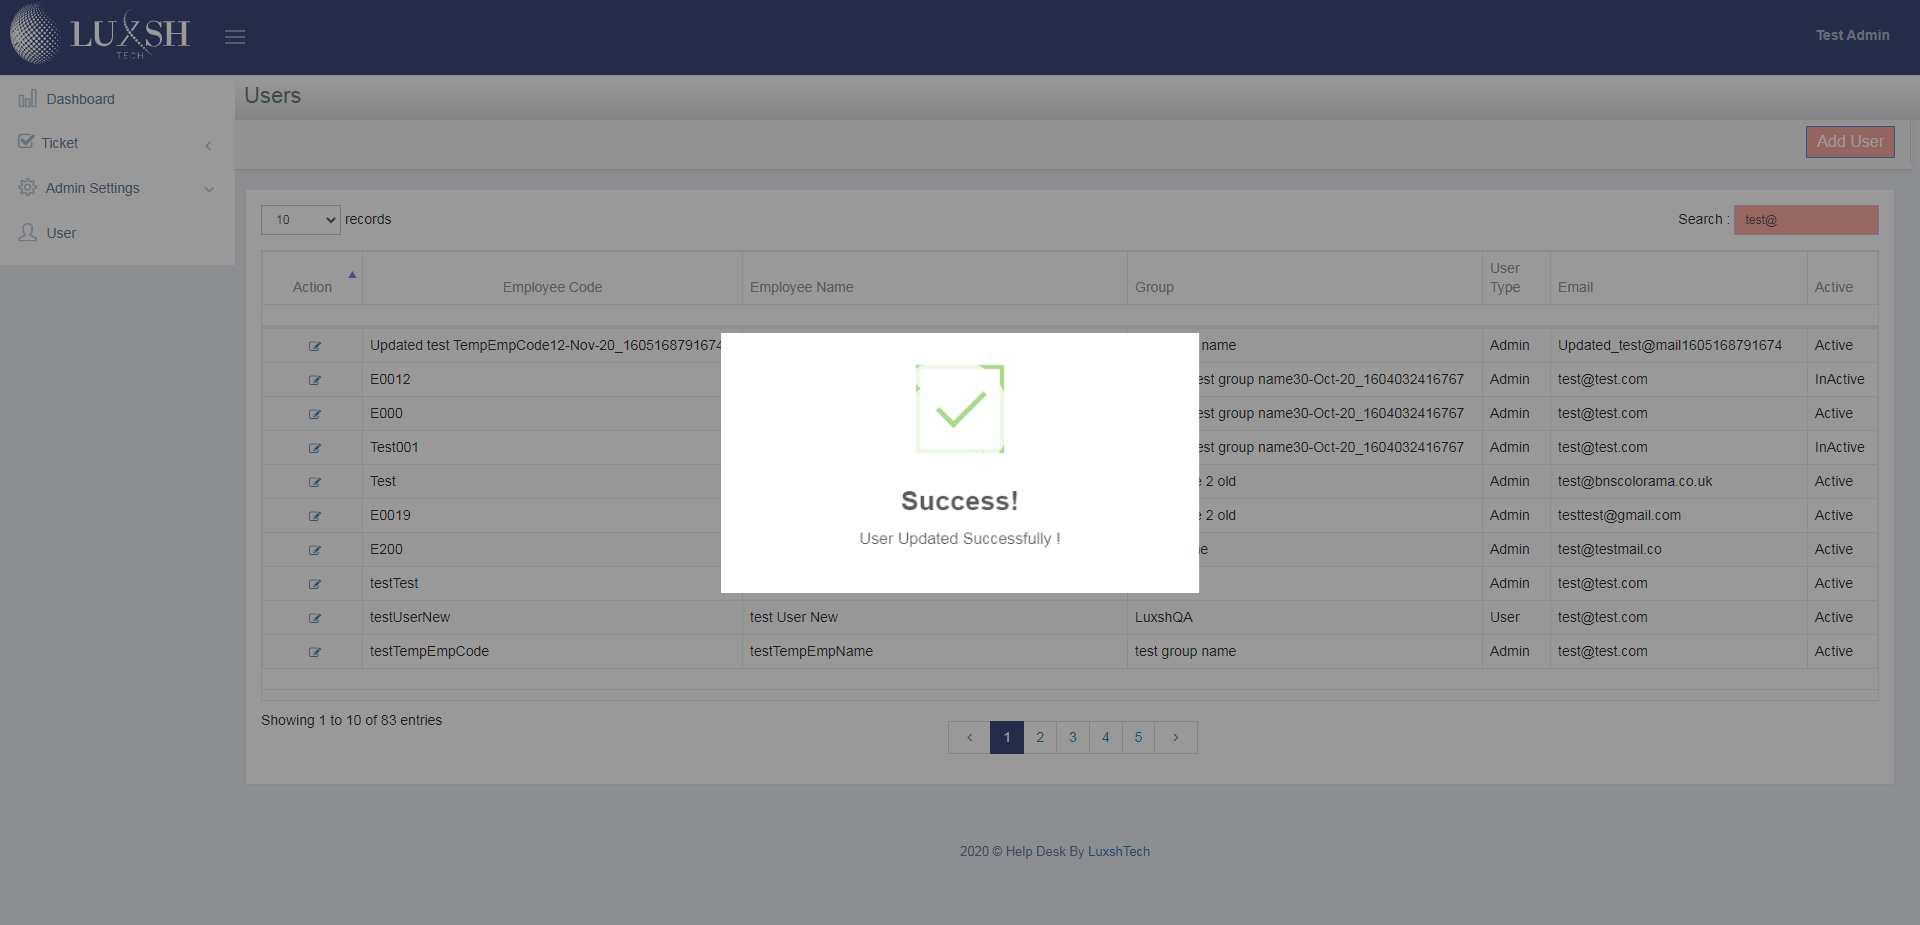 LUXSH
TECH
Test Admin
Dashboard
Ticket
Admin Settings
User
Users
Add User
10 records
Search : test@
Action Employee Code Employee Name Group User Type Email Active
Updated test TempEmpCode12-Nov-20_1605168791674 name Admin Updated_test@mail1605168791674 Active
E0012 est group name30-Oct-20_1604032416767 Admin test@test.com InActive
E000 est group name30-Oct-20_1604032416767 Admin test@test.com Active
Test001 est group name30-Oct-20_1604032416767 Admin test@test.com InActive
Test 2 old Admin test@bnscolorama.co.uk Active
E0019 2 old Admin testtest@gmail.com Active
E200 Admin test@testmail.co Active
testTest Admin test@test.com Active
testUserNew test User New LuxshQA User test@test.com Active
testTempEmpCode testTempEmpName test group name Admin test@test.com Active
Success!
User Updated Successfully !
Showing 1 to 10 of 83 entries
< 1 2 3 4 5 >
2020 © Help Desk By LuxshTech